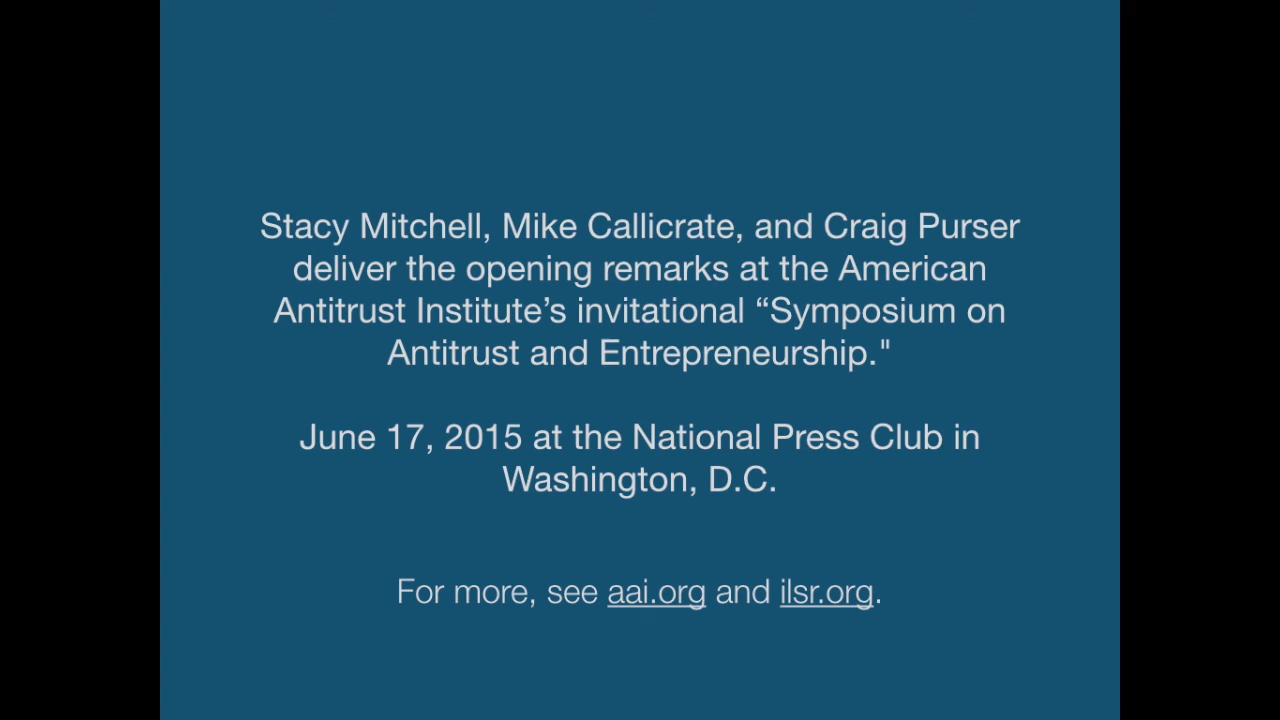 Stacy Mitchell, Mike Callicrate, and Craig Purser
deliver the opening remarks at the American
Antitrust Institute’s invitational “Symposium on
Antitrust and Entrepreneurship."
June 17, 2015 at the National Press Club in
Washington, D.C.
For more, see aai.org and ilsr.org.